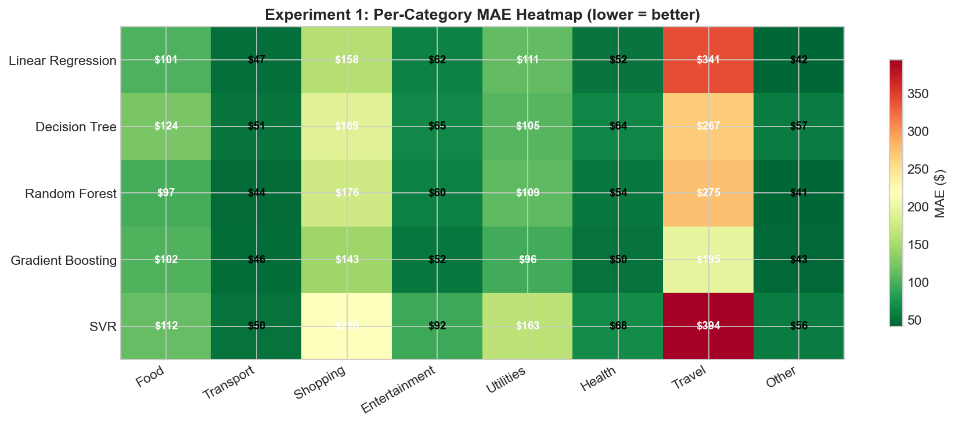 Experiment 1: Per-Category MAE Heatmap (lower = better)
Linear Regression $101 $47 $158 $62 $111 $52 $341 $42
Decision Tree $124 $51 $189 $65 $105 $64 $267 $57
Random Forest $97 $44 $176 $60 $109 $54 $275 $41
Gradient Boosting $102 $46 $143 $52 $96 $50 $195 $43
SVR $112 $50 $92 $163 $68 $394 $56
Food Transport Shopping Entertainment Utilities Health Travel Other
350
300
250
200
150
100
50
MAE ($)